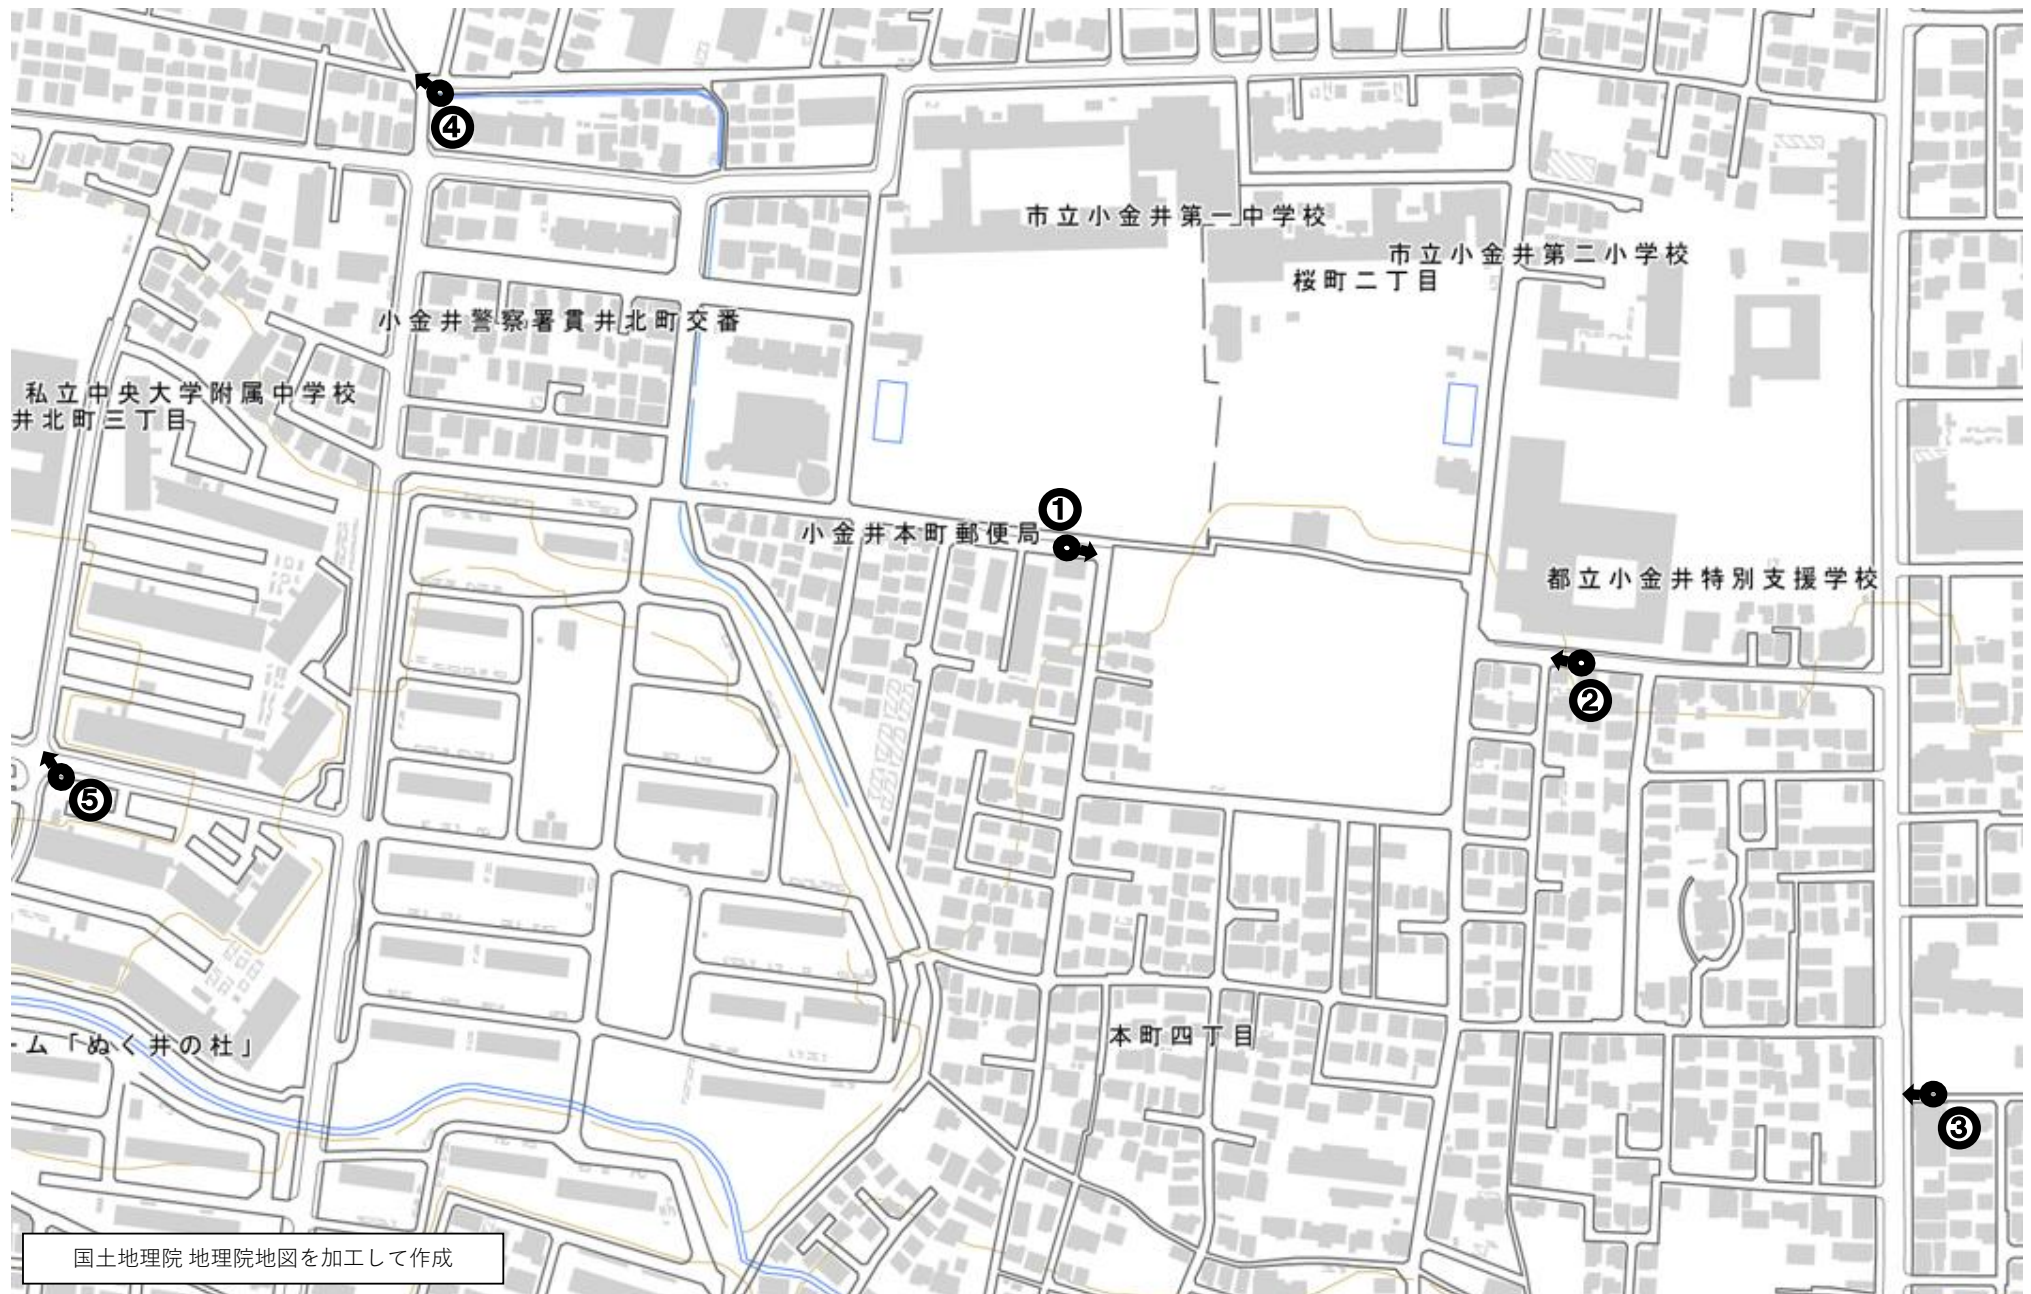 ④
市立小金井第一中学校
市立小金井第二小学校
桜町二丁目
小金井警察署貫井北町交番
私立中央大学附属中学校
井北町三丁目
①
小金井本町郵便局
都立小金井特別支援学校
②
⑤
本町四丁目
ーム「ぬく井の杜」
③
国土地理院 地理院地図を加工して作成